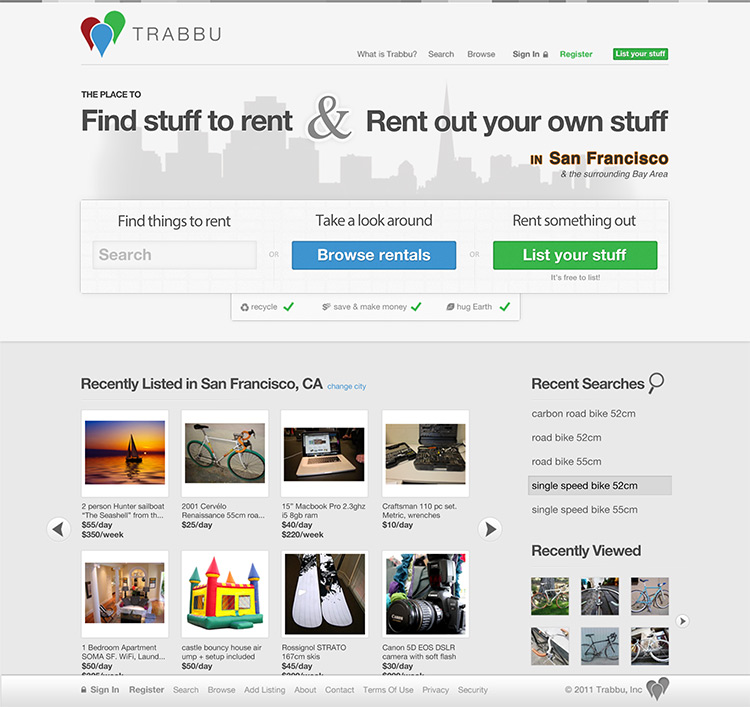 TRABBU
What is Trabbu? Search Browse Sign In Register List your stuff
THE PLACE TO
Find stuff to rent & Rent out your own stuff
IN San Francisco
& the surrounding Bay Area
Find things to rent
Take a look around
Rent something out
Search
OR
Browse rentals
OR
List your stuff
It's free to list!
recycle
save & make money
hug Earth
Recently Listed in San Francisco, CA change city
2 person Hunter sailboat
"The Seashell" from th...
$55/day
$350/week
2001 Cervélo
Renaissance 55cm roa...
$25/day
15" Macbook Pro 2.3ghz
i5 8gb ram
$40/day
$220/week
Craftsman 110 pc set.
Metric, wrenches
$10/day
1 Bedroom Apartment
SOMA SF. WiFi, Laund...
$50/day
castle bouncy house air
ump + setup included
$50/day
Rossignol STRATO
167cm skis
$45/day
Canon
Canon 5D EOS DSLR
camera with soft flash
$30/day
Recent Searches
carbon road bike 52cm
road bike 52cm
road bike 55cm
single speed bike 52cm
single speed bike 55cm
Recently Viewed
Sign In Register Search Browse Add Listing About Contact Terms Of Use Privacy Security
© 2011 Trabbu, Inc